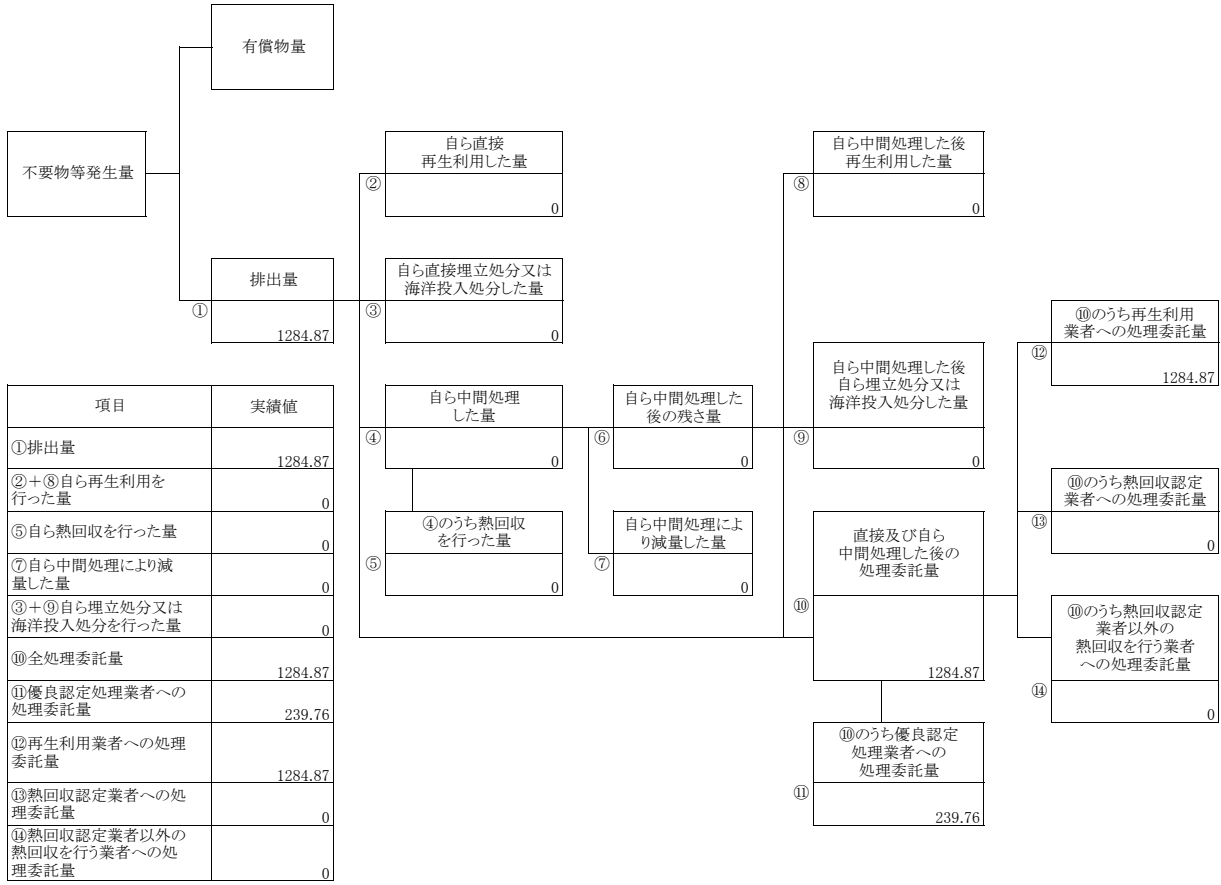 有償物量
不要物等発生量
自ら直接
再生利用した量
②
0
自ら中間処理した後
再生利用した量
⑧
0
排出量
①
1284.87
自ら直接埋立処分又は
海洋投入処分した量
③
0
⑩のうち再生利用
業者への処理委託量
⑫
1284.87
自ら中間処理
した量
④
0
自ら中間処理した
後の残さ量
⑥
0
自ら中間処理した後
自ら埋立処分又は
海洋投入処分した量
⑨
0
⑩のうち熱回収認定
業者への処理委託量
⑬
0
④のうち熱回収
を行った量
⑤
0
自ら中間処理によ
り減量した量
⑦
0
直接及び自ら
中間処理した後の
処理委託量
⑩
1284.87
⑩のうち熱回収認定
業者以外の
熱回収を行う業者
への処理委託量
⑭
0
⑩のうち優良認定
処理業者への
処理委託量
⑪
239.76
項目 実績値
①排出量
1284.87
②＋⑧自ら再生利用を
行った量
0
⑤自ら熱回収を行った量
0
⑦自ら中間処理により減
量した量
0
③＋⑨自ら埋立処分又は
海洋投入処分を行った量
0
⑩全処理委託量
1284.87
⑪優良認定処理業者への
処理委託量
239.76
⑫再生利用業者への処理
委託量
1284.87
⑬熱回収認定業者への処
理委託量
0
⑭熱回収認定業者以外の
熱回収を行う業者への処
理委託量
0